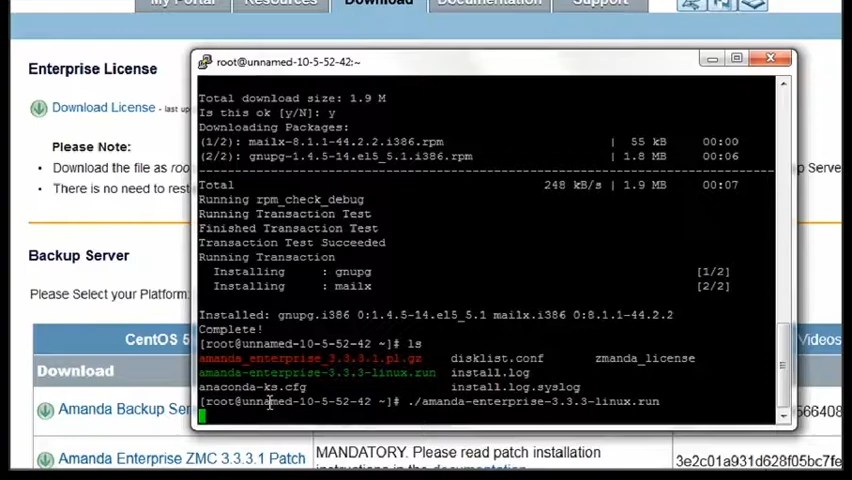 My Portal Resources Download Documentation Support
root@unnamed-10-5-52-42:~
Enterprise License
Download License - last
Please Note:
Download the file as roo
Server
There is no need to rest
Backup Server
Please Select your Platform:
CentOS 5
Videos
Download
Amanda Backup Ser
566408
Amanda Enterprise ZMC 3.3.3.1 Patch
MANDATORY. Please read patch installation
instructions in the documentation
3e2c01a931d628f05bc7fe
Total download size: 1.9 M
Is this ok [y/N]: y
Downloading Packages:
(1/2): mailx-8.1.1-44.2.2.i386.rpm | 55 kB 00:00
(2/2): gnupg-1.4.5-14.el5_5.1.i386.rpm | 1.8 MB 00:06
--------------------------------------------------------------------------------
Total 248 kB/s | 1.9 MB 00:07
Running rpm_check_debug
Running Transaction Test
Finished Transaction Test
Transaction Test Succeeded
Running Transaction
Installing : gnupg [1/2]
Installing : mailx [2/2]
Installed: gnupg.i386 0:1.4.5-14.el5_5.1 mailx.i386 0:8.1.1-44.2.2
Complete!
[root@unnamed-10-5-52-42 ~]# ls
amanda_enterprise_3.3.3.1.pl.gz disklist.conf zmanda_license
amanda-enterprise-3.3.3-linux.run install.log
anaconda-ks.cfg install.log.syslog
[root@unnamed-10-5-52-42 ~]# ./amanda-enterprise-3.3.3-linux.run